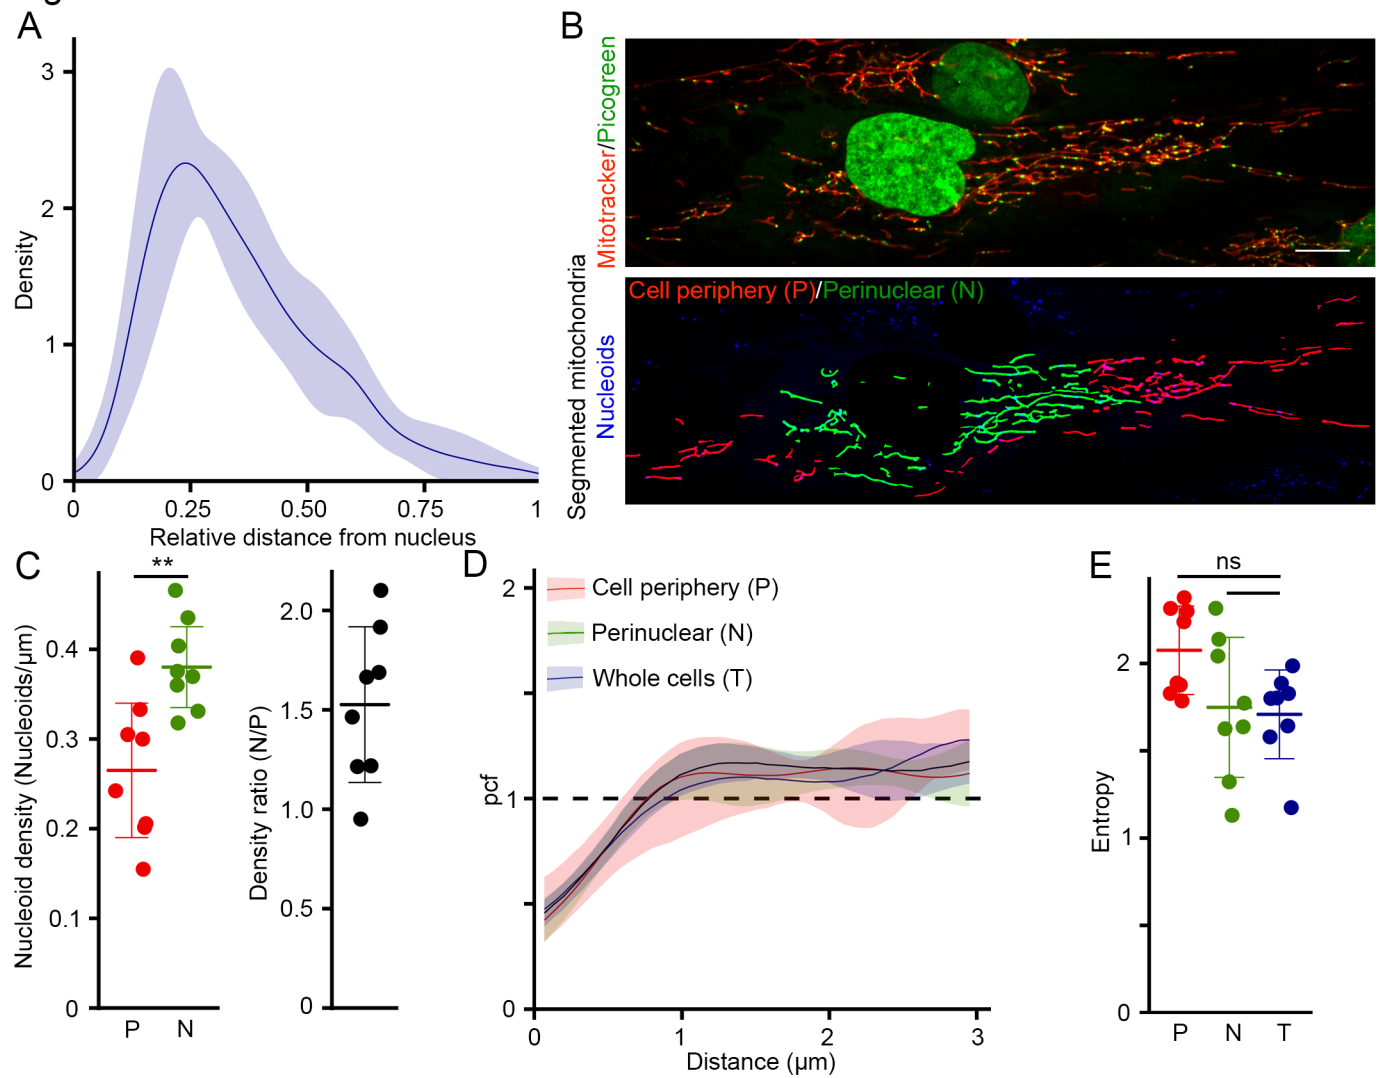 A
3
2
1
0
Density
0
0.25
0.50
0.75
1
Relative distance from nucleus
B
Mitotracker/Picogreen
Segmented mitochondria
Nucleoids
Cell periphery (P)/Perinuclear (N)
C
**
Nucleoid density (Nucleoids/μm)
0.4
0.3
0.2
0.1
0
P N
Density ratio (N/P)
2.0
1.5
1.0
0.5
0
D
Cell periphery (P)
Perinuclear (N)
Whole cells (T)
pcf
2
1
0
0 1 2 3
Distance (μm)
E
ns
Entropy
2
1
0
P N T